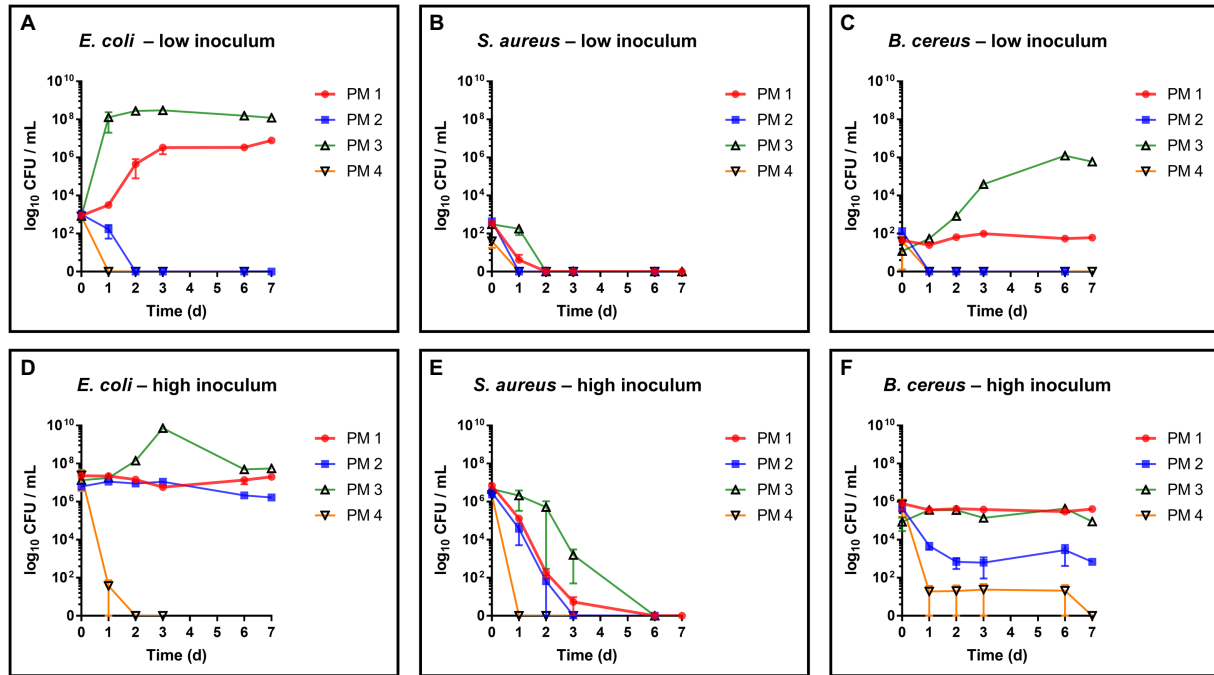 A
E. coli – low inoculum
log10 CFU / mL
10^10
10^8
10^6
10^4
10^2
0
0 1 2 3 4 5 6 7
Time (d)
PM 1
PM 2
PM 3
PM 4
B
S. aureus – low inoculum
log10 CFU / mL
10^10
10^8
10^6
10^4
10^2
0
0 1 2 3 4 5 6 7
Time (d)
PM 1
PM 2
PM 3
PM 4
C
B. cereus – low inoculum
log10 CFU / mL
10^10
10^8
10^6
10^4
10^2
0
0 1 2 3 4 5 6 7
Time (d)
PM 1
PM 2
PM 3
PM 4
D
E. coli – high inoculum
log10 CFU / mL
10^10
10^8
10^6
10^4
10^2
0
0 1 2 3 4 5 6 7
Time (d)
PM 1
PM 2
PM 3
PM 4
E
S. aureus – high inoculum
log10 CFU / mL
10^10
10^8
10^6
10^4
10^2
0
0 1 2 3 4 5 6 7
Time (d)
PM 1
PM 2
PM 3
PM 4
F
B. cereus – high inoculum
log10 CFU / mL
10^10
10^8
10^6
10^4
10^2
0
0 1 2 3 4 5 6 7
Time (d)
PM 1
PM 2
PM 3
PM 4